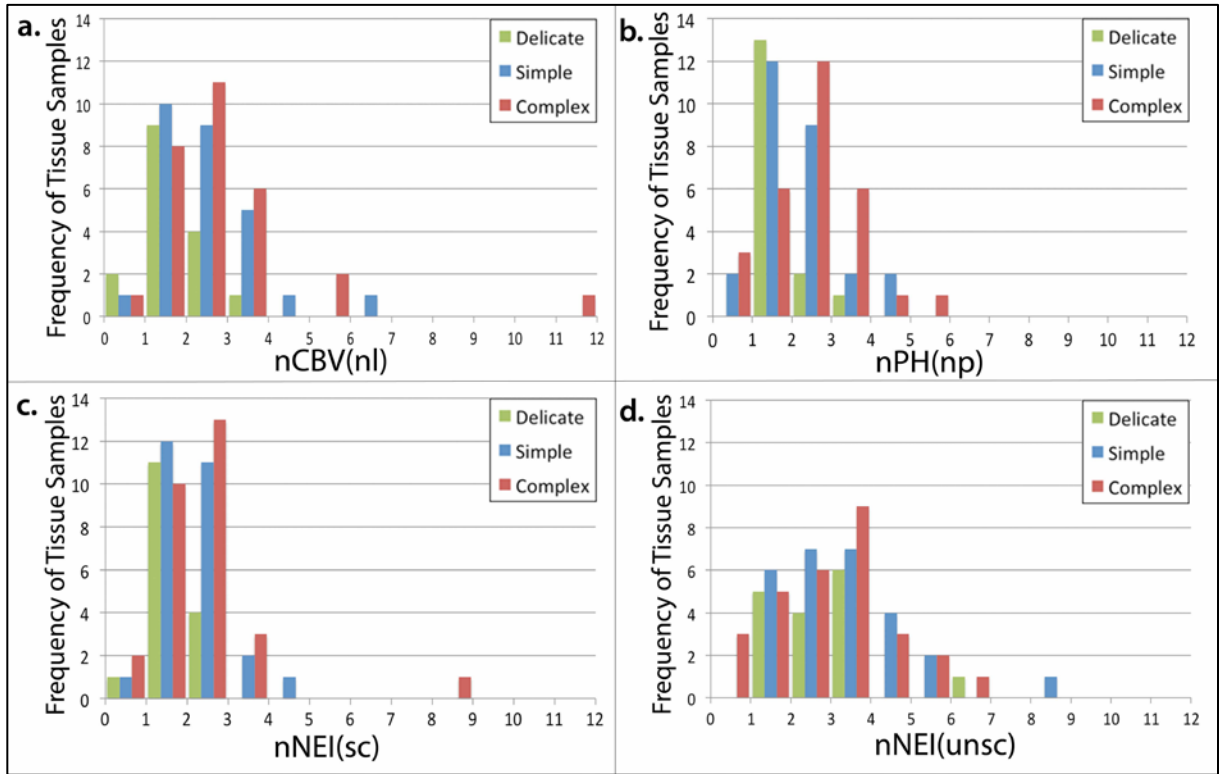 a.
Frequency of Tissue Samples
14
12
10
8
6
4
2
0
Delicate
Simple
Complex
0 1 2 3 4 5 6 7 8 9 10 11 12
nCBV(nl)
b.
Frequency of Tissue Samples
14
12
10
8
6
4
2
0
Delicate
Simple
Complex
0 1 2 3 4 5 6 7 8 9 10 11 12
nPH(np)
c.
Frequency of Tissue Samples
14
12
10
8
6
4
2
0
Delicate
Simple
Complex
0 1 2 3 4 5 6 7 8 9 10 11 12
nNEI(sc)
d.
Frequency of Tissue Samples
14
12
10
8
6
4
2
0
Delicate
Simple
Complex
0 1 2 3 4 5 6 7 8 9 10 11 12
nNEI(unsc)